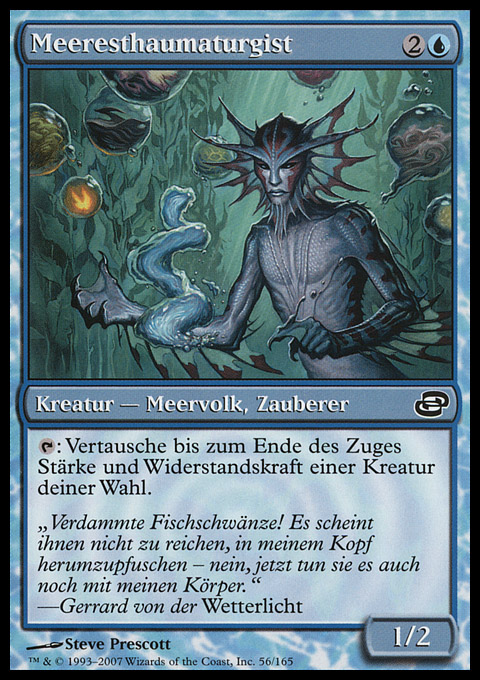 Meeresthaumaturgist 2
Kreatur — Meervolk, Zauberer
: Vertausche bis zum Ende des Zuges
Stärke und Widerstandskraft einer Kreatur
deiner Wahl.
„Verdammte Fischschwänze! Es scheint
ihnen nicht zu reichen, in meinem Kopf
herumzupfuschen – nein, jetzt tun sie es auch
noch mit meinen Körper.“
—Gerrard von der Wetterlicht
1/2
Steve Prescott
™ & © 1993–2007 Wizards of the Coast, Inc. 56/165